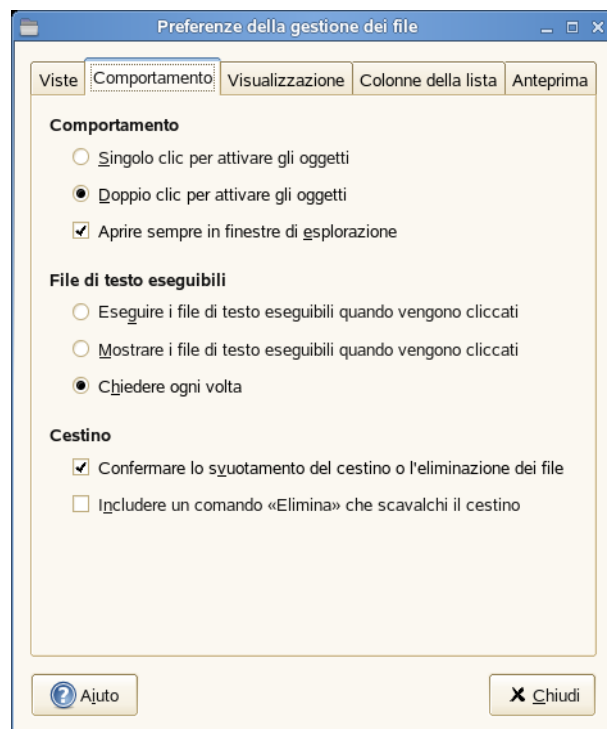 Preferenze della gestione dei file
Viste Comportamento Visualizzazione Colonne della lista Anteprima
Comportamento
Singolo clic per attivare gli oggetti
Doppio clic per attivare gli oggetti
Aprire sempre in finestre di esplorazione
File di testo eseguibili
Eseguire i file di testo eseguibili quando vengono cliccati
Mostrare i file di testo eseguibili quando vengono cliccati
Chiedere ogni volta
Cestino
Confermare lo svuotamento del cestino o l'eliminazione dei file
Includere un comando «Elimina» che scavalchi il cestino
Aiuto Chiudi